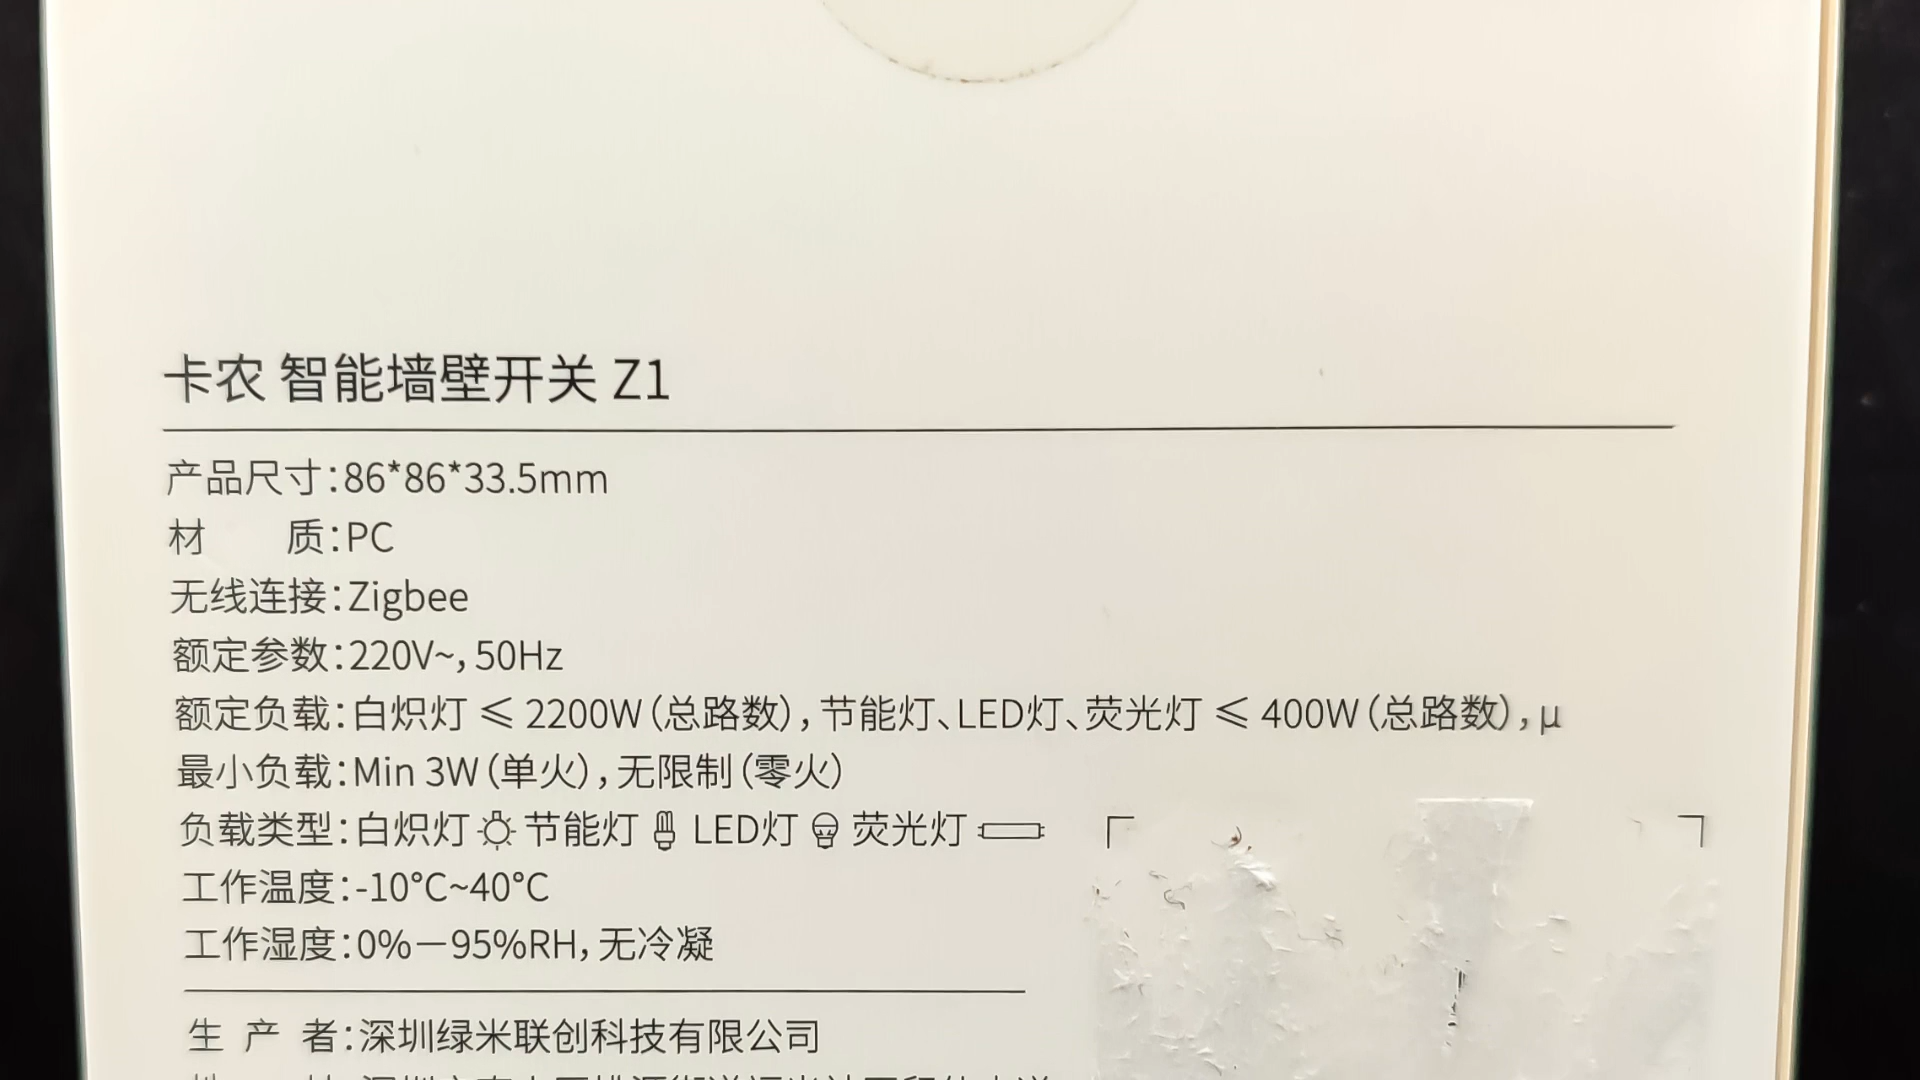 卡农 智能墙壁开关 Z1
产品尺寸：86*86*33.5mm
材 质：PC
无线连接：Zigbee
额定参数：220V~, 50Hz
额定负载：白炽灯 ≤ 2200W（总路数），节能灯、LED灯、荧光灯 ≤ 400W（总路数），μ
最小负载：Min 3W（单火），无限制（零火）
负载类型：白炽灯 节能灯 LED灯 荧光灯
工作温度：-10°C~40°C
工作湿度：0%—95%RH，无冷凝
生 产 者：深圳绿米联创科技有限公司